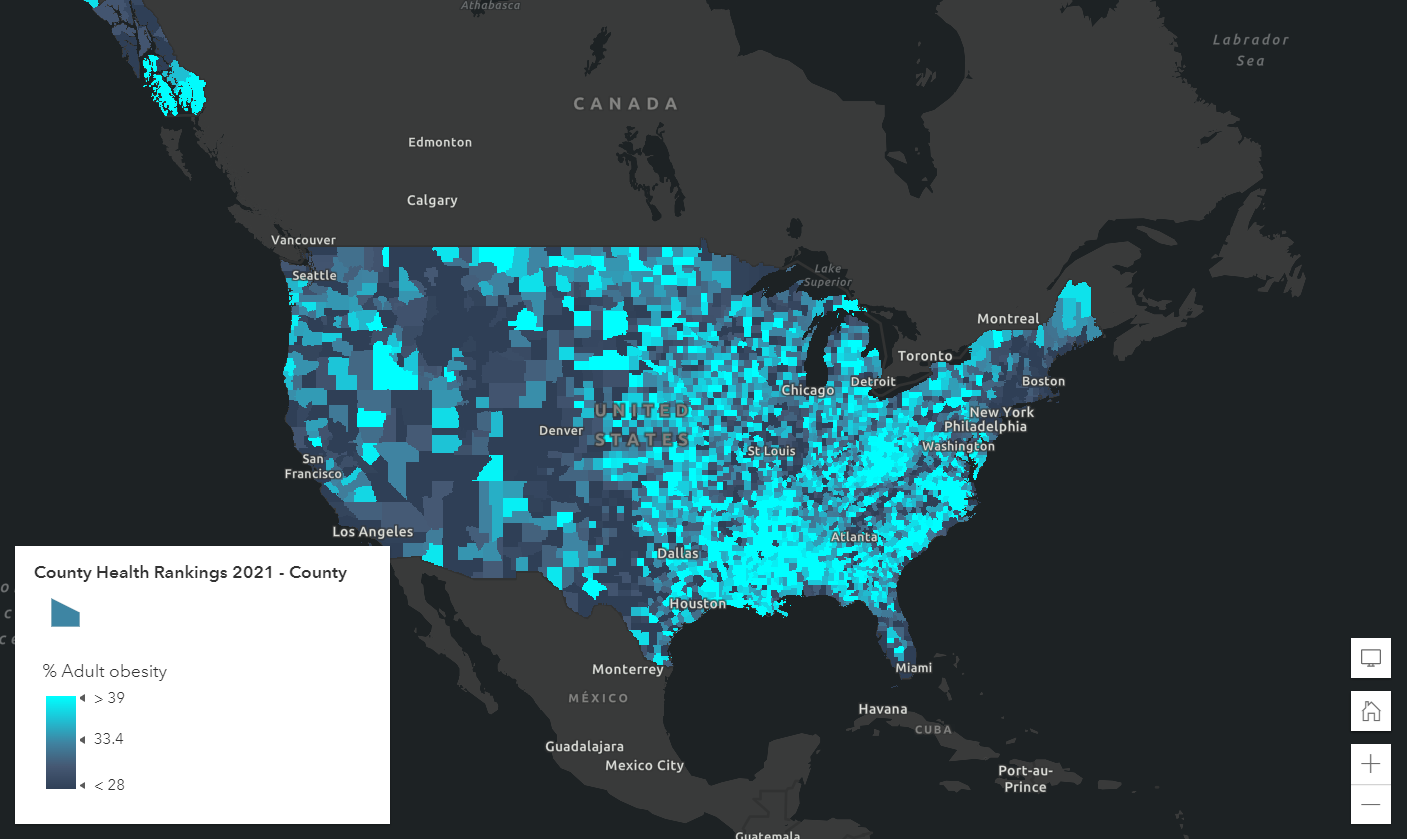 Athabasca
Labrador
Sea
CANADA
Edmonton
Calgary
Vancouver
Seattle
Lake
Superior
Montreal
Toronto
Chicago
Detroit
Boston
New York
Philadelphia
UNITED
STATES
Denver
St Louis
Washington
San
Francisco
Los Angeles
Atlanta
Dallas
Houston
Miami
Monterrey
MÉXICO
Havana
CUBA
Guadalajara
Mexico City
Port-au-
Prince
Guatemala
County Health Rankings 2021 - County
% Adult obesity
> 39
33.4
< 28